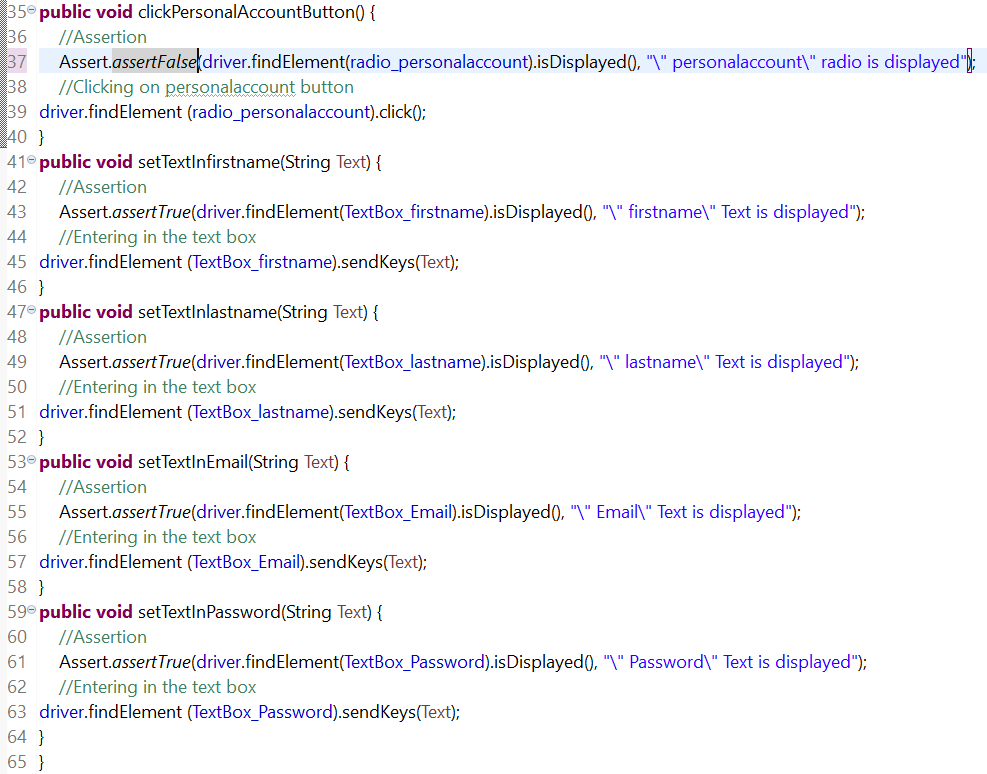 35 public void clickPersonalAccountButton() {
36 //Assertion
37 Assert.assertFalse(driver.findElement(radio_personalaccount).isDisplayed(), "\" personalaccount\" radio is displayed");
38 //Clicking on personalaccount button
39 driver.findElement (radio_personalaccount).click();
40 }
41 public void setTextInfirstname(String Text) {
42 //Assertion
43 Assert.assertTrue(driver.findElement(TextBox_firstname).isDisplayed(), "\" firstname\" Text is displayed");
44 //Entering in the text box
45 driver.findElement (TextBox_firstname).sendKeys(Text);
46 }
47 public void setTextInlastname(String Text) {
48 //Assertion
49 Assert.assertTrue(driver.findElement(TextBox_lastname).isDisplayed(), "\" lastname\" Text is displayed");
50 //Entering in the text box
51 driver.findElement (TextBox_lastname).sendKeys(Text);
52 }
53 public void setTextInEmail(String Text) {
54 //Assertion
55 Assert.assertTrue(driver.findElement(TextBox_Email).isDisplayed(), "\" Email\" Text is displayed");
56 //Entering in the text box
57 driver.findElement (TextBox_Email).sendKeys(Text);
58 }
59 public void setTextInPassword(String Text) {
60 //Assertion
61 Assert.assertTrue(driver.findElement(TextBox_Password).isDisplayed(), "\" Password\" Text is displayed");
62 //Entering in the text box
63 driver.findElement (TextBox_Password).sendKeys(Text);
64 }
65 }